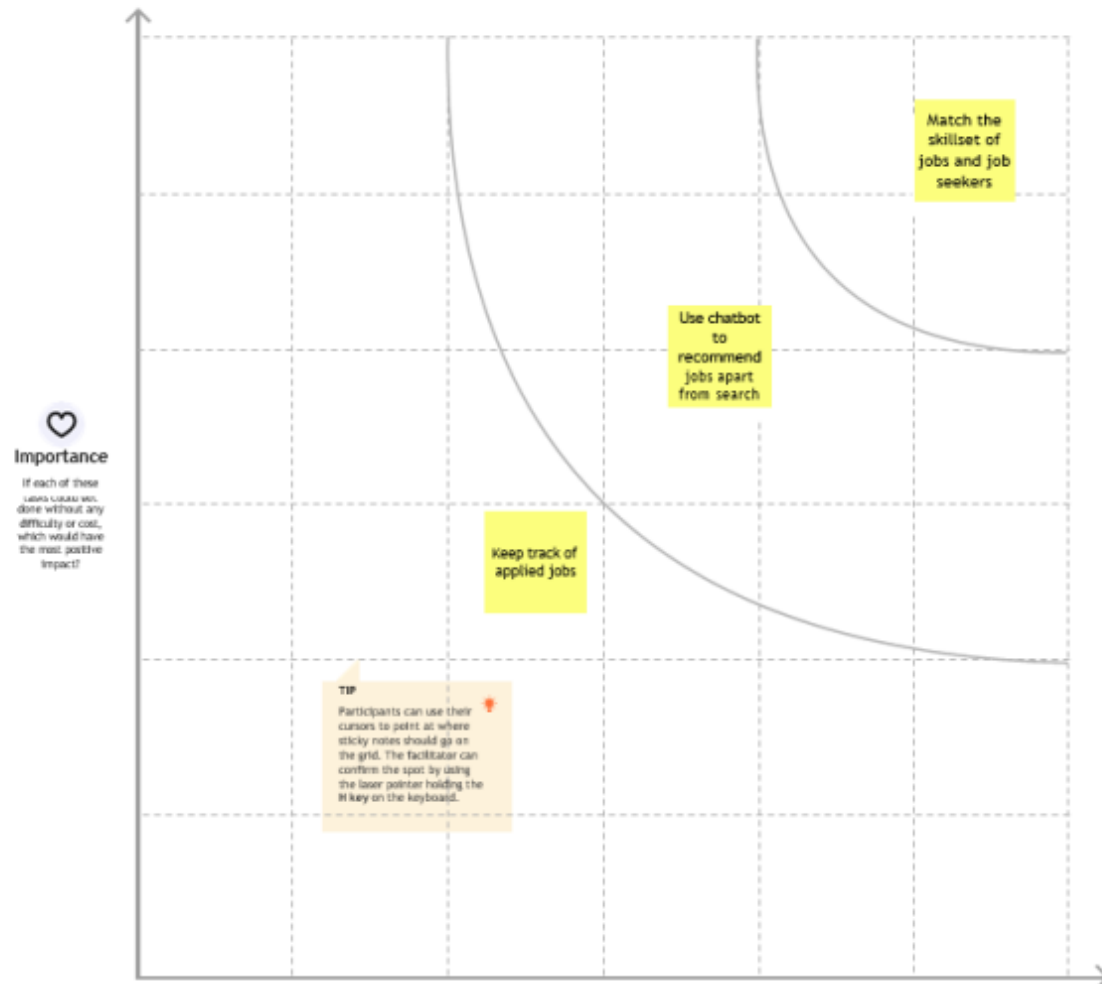 Match the
skillset of
jobs and job
seekers
Use chatbot
to
recommend
jobs apart
from search
Importance
If each of these
tasks could get
done without any
difficulty or cost,
which would have
the most positive
impact?
Keep track of
applied jobs
TIP
Participants can use their
cursors to point at where
sticky notes should go on
the grid. The facilitator can
confirm the spot by using
the laser pointer holding the
H key on the keyboard.